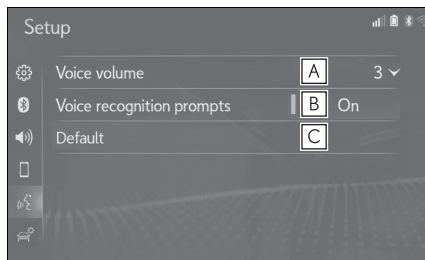 Setup
Voice volume A 3
Voice recognition prompts B On
Default C